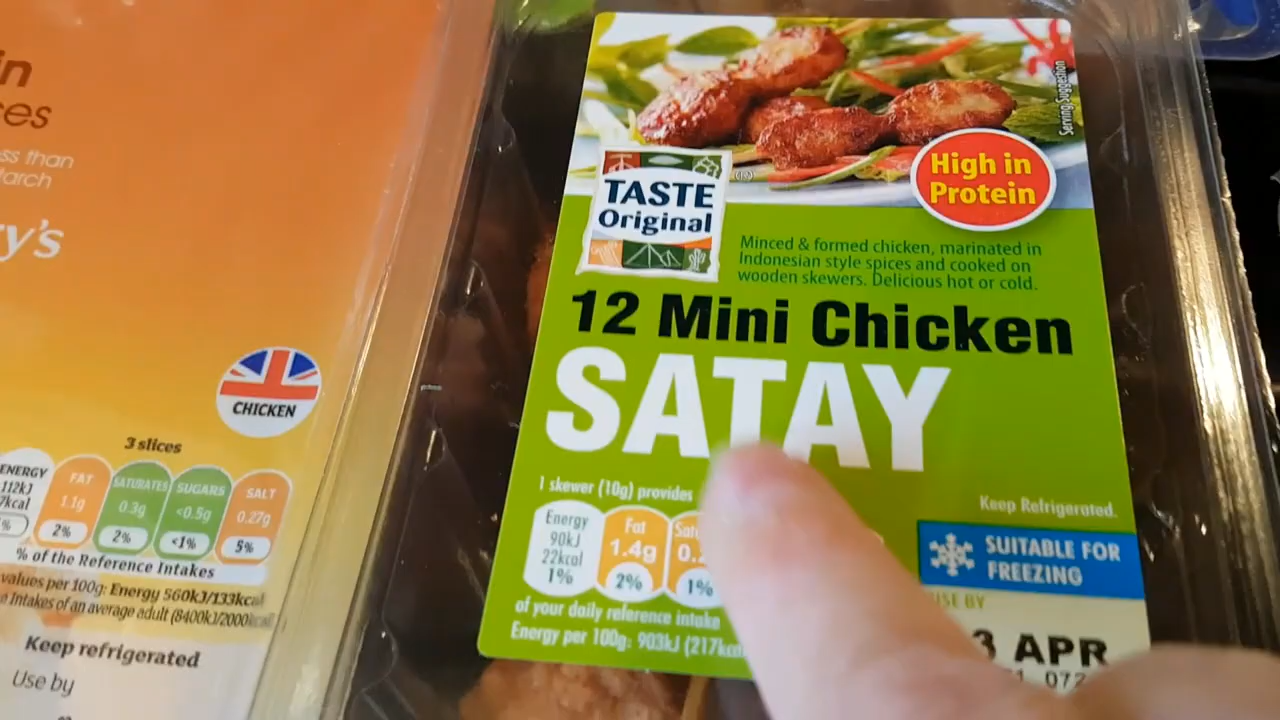 in
ces
ss than
tarch
y's
CHICKEN
3 slices
ENERGY
112kJ
7kcal
%
FAT
1.1g
2%
SATURATES
0.3g
2%
SUGARS
<0.5g
<1%
SALT
0.27g
5%
% of the Reference Intakes
values per 100g: Energy 560kJ/133kcal
Intakes of an average adult (8400kJ/2000kcal
Keep refrigerated
Use by
Serving Suggestion
High in
Protein
TASTE
Original
®
Minced & formed chicken, marinated in
Indonesian style spices and cooked on
wooden skewers. Delicious hot or cold.
12 Mini Chicken
SATAY
1 skewer (10g) provides
Energy
90kJ
22kcal
1%
Fat
1.4g
2%
Sat
0.
1%
of your daily reference intake
Energy per 100g: 903kJ (217kcal
Keep Refrigerated.
SUITABLE FOR
FREEZING
USE BY
3 APR
1 072